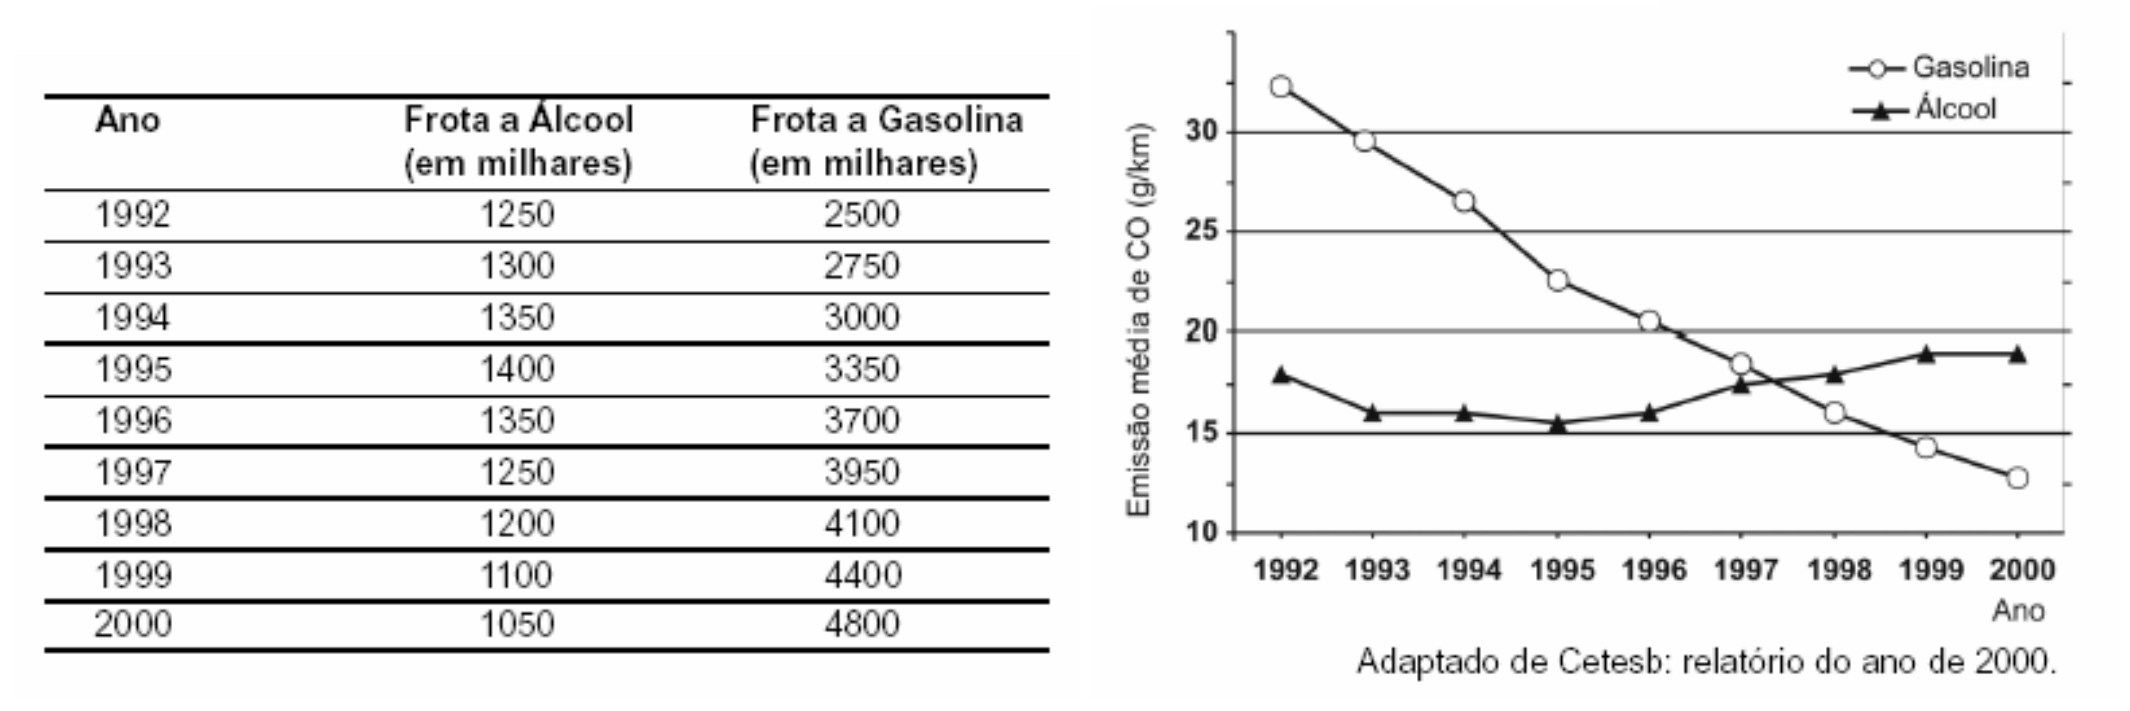 Ano Frota a Álcool Frota a Gasolina
(em milhares) (em milhares)
1992 1250 2500
1993 1300 2750
1994 1350 3000
1995 1400 3350
1996 1350 3700
1997 1250 3950
1998 1200 4100
1999 1100 4400
2000 1050 4800
Gasolina
Álcool
Emissão média de CO (g/km)
30
25
20
15
10
1992 1993 1994 1995 1996 1997 1998 1999 2000
Ano
Adaptado de Cetesb: relatório do ano de 2000.